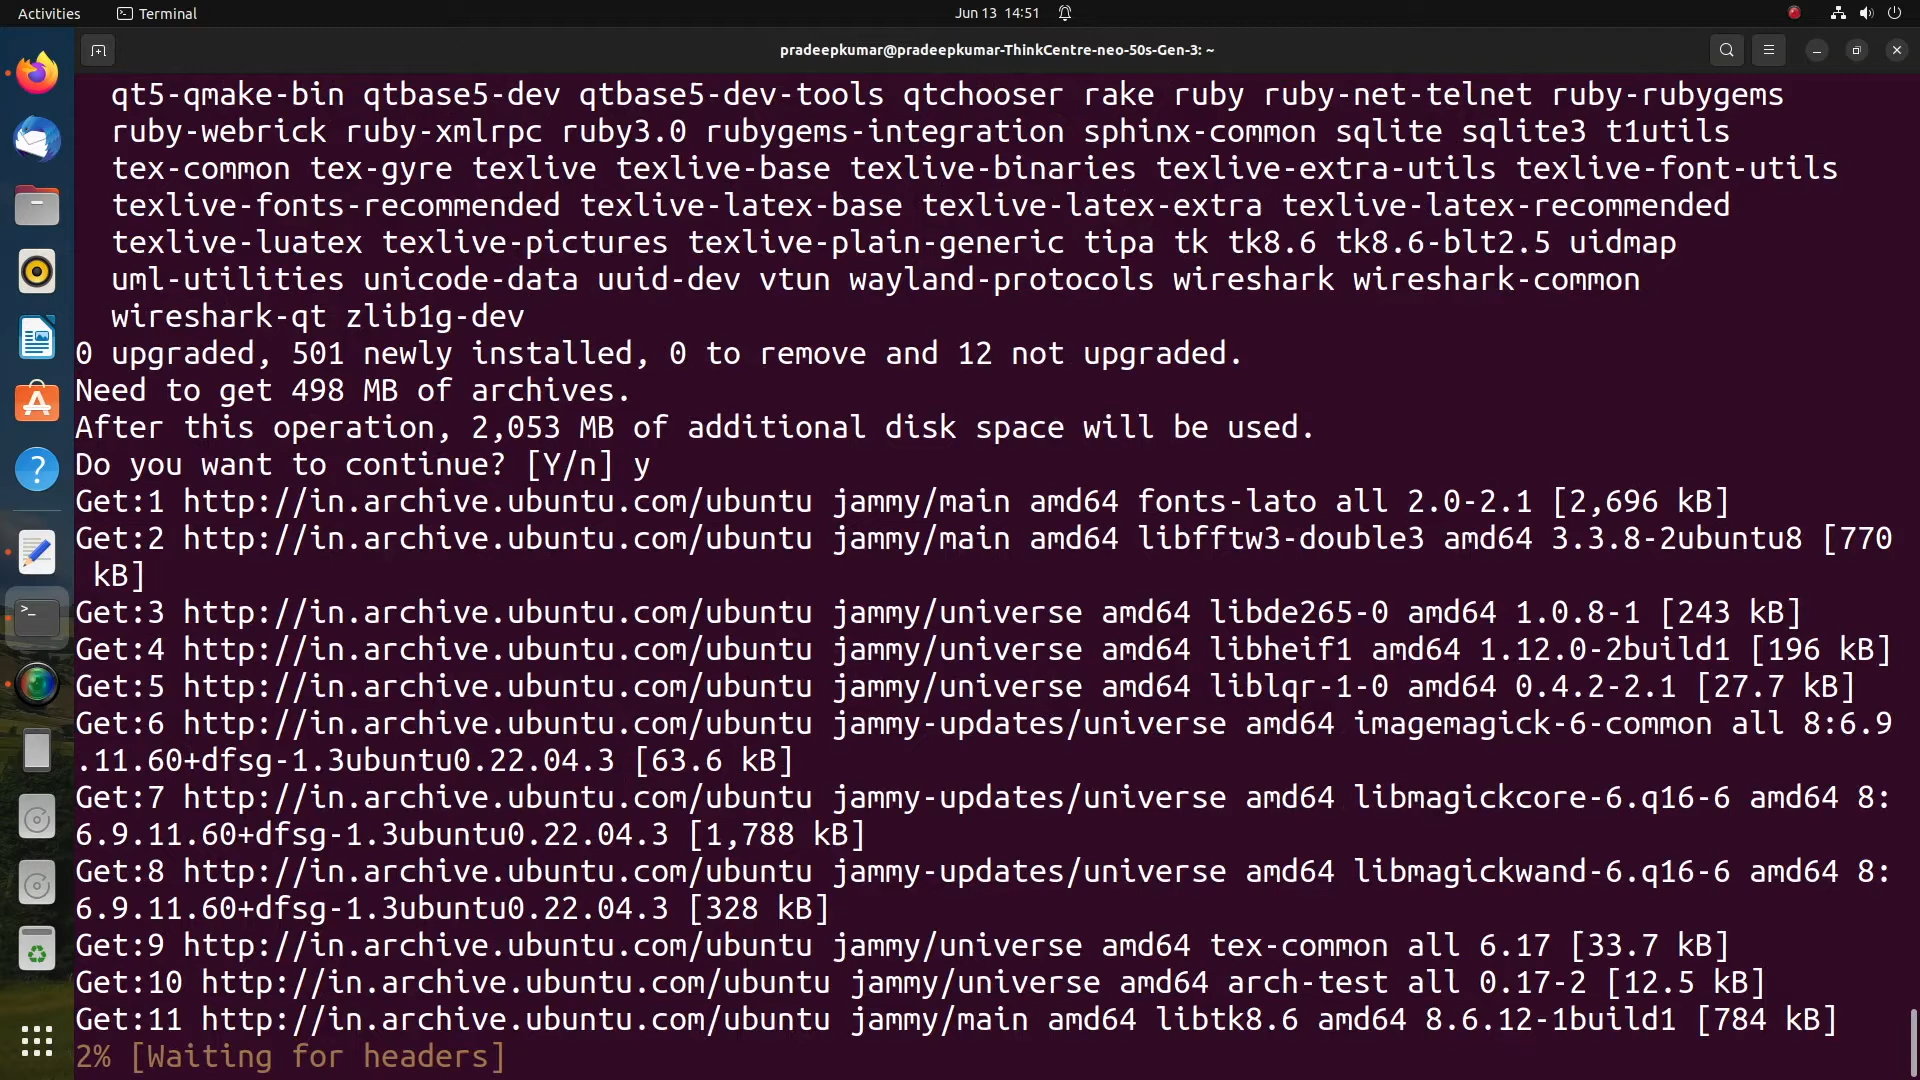 Activities
Terminal
Jun 13 14:51
pradeepkumar@pradeepkumar-ThinkCentre-neo-50s-Gen-3: ~
qt5-qmake-bin qtbase5-dev qtbase5-dev-tools qtchooser rake ruby ruby-net-telnet ruby-rubygems
ruby-webrick ruby-xmlrpc ruby3.0 rubygems-integration sphinx-common sqlite sqlite3 t1utils
tex-common tex-gyre texlive texlive-base texlive-binaries texlive-extra-utils texlive-font-utils
texlive-fonts-recommended texlive-latex-base texlive-latex-extra texlive-latex-recommended
texlive-luatex texlive-pictures texlive-plain-generic tipa tk tk8.6 tk8.6-blt2.5 uidmap
uml-utilities unicode-data uuid-dev vtun wayland-protocols wireshark wireshark-common
wireshark-qt zlib1g-dev
0 upgraded, 501 newly installed, 0 to remove and 12 not upgraded.
Need to get 498 MB of archives.
After this operation, 2,053 MB of additional disk space will be used.
Do you want to continue? [Y/n] y
Get:1 http://in.archive.ubuntu.com/ubuntu jammy/main amd64 fonts-lato all 2.0-2.1 [2,696 kB]
Get:2 http://in.archive.ubuntu.com/ubuntu jammy/main amd64 libfftw3-double3 amd64 3.3.8-2ubuntu8 [770
kB]
Get:3 http://in.archive.ubuntu.com/ubuntu jammy/universe amd64 libde265-0 amd64 1.0.8-1 [243 kB]
Get:4 http://in.archive.ubuntu.com/ubuntu jammy/universe amd64 libheif1 amd64 1.12.0-2build1 [196 kB]
Get:5 http://in.archive.ubuntu.com/ubuntu jammy/universe amd64 liblqr-1-0 amd64 0.4.2-2.1 [27.7 kB]
Get:6 http://in.archive.ubuntu.com/ubuntu jammy-updates/universe amd64 imagemagick-6-common all 8:6.9
.11.60+dfsg-1.3ubuntu0.22.04.3 [63.6 kB]
Get:7 http://in.archive.ubuntu.com/ubuntu jammy-updates/universe amd64 libmagickcore-6.q16-6 amd64 8:
6.9.11.60+dfsg-1.3ubuntu0.22.04.3 [1,788 kB]
Get:8 http://in.archive.ubuntu.com/ubuntu jammy-updates/universe amd64 libmagickwand-6.q16-6 amd64 8:
6.9.11.60+dfsg-1.3ubuntu0.22.04.3 [328 kB]
Get:9 http://in.archive.ubuntu.com/ubuntu jammy/universe amd64 tex-common all 6.17 [33.7 kB]
Get:10 http://in.archive.ubuntu.com/ubuntu jammy/universe amd64 arch-test all 0.17-2 [12.5 kB]
Get:11 http://in.archive.ubuntu.com/ubuntu jammy/main amd64 libtk8.6 amd64 8.6.12-1build1 [784 kB]
2% [Waiting for headers]